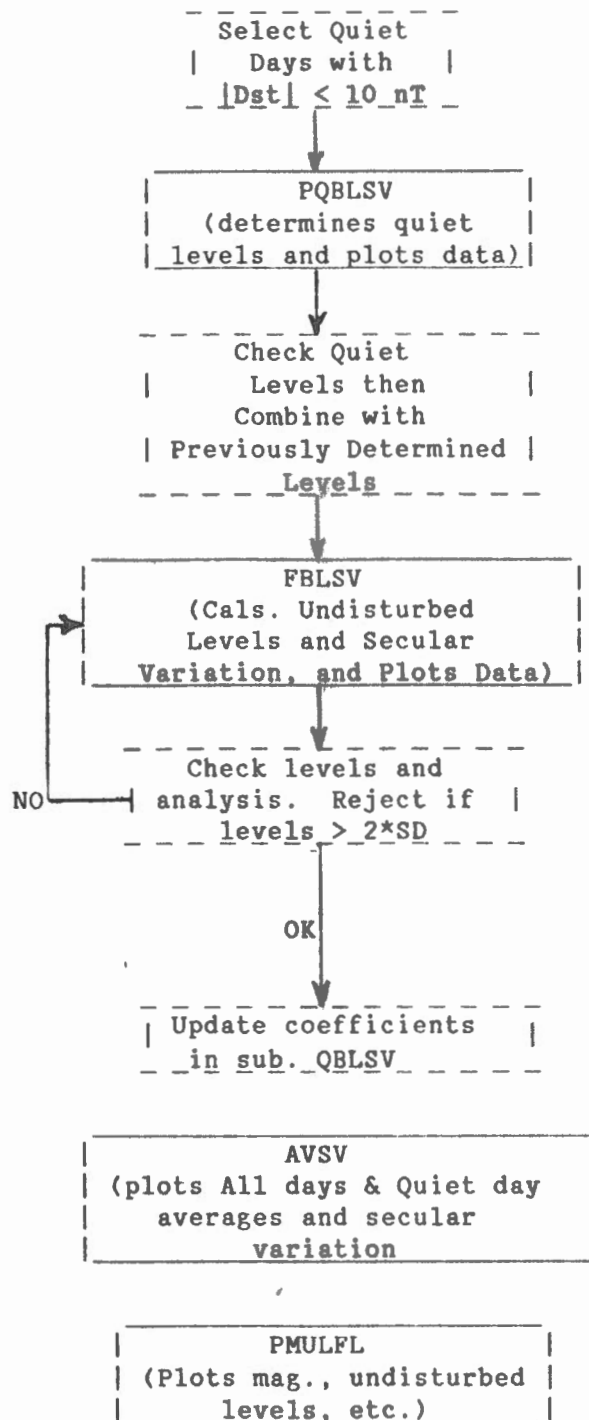 Select Quiet
Days with
|Dst| < 10 nT
PQBLSV
(determines quiet
levels and plots data)
Check Quiet
Levels then
Combine with
Previously Determined
Levels
FBLSV
(Cals. Undisturbed
Levels and Secular
Variation, and Plots Data)
Check levels and
NO
analysis. Reject if
levels > 2*SD
OK
Update coefficients
in sub. QBLSV
AVSV
(plots All days & Quiet day
averages and secular
variation
PMULFL
(Plots mag., undisturbed
levels, etc.)